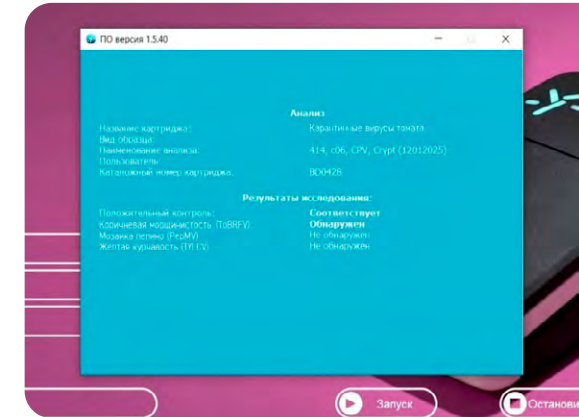 ПО версия 1.5.40
Анализ
Название картриджа: Карантинные вирусы томата
Вид образца:
Наименование анализа: 414, c06, CPV, Crypt (12012025)
Пользователь:
Каталожный номер картриджа: BD0428
Результаты исследования:
Положительный контроль: Соответствует
Коричневая морщинистость (ToBRFV): Обнаружен
Мозаика пепино (PepMV): Не обнаружен
Желтая курчавость (TYLCV): Не обнаружен
Запуск
Останови